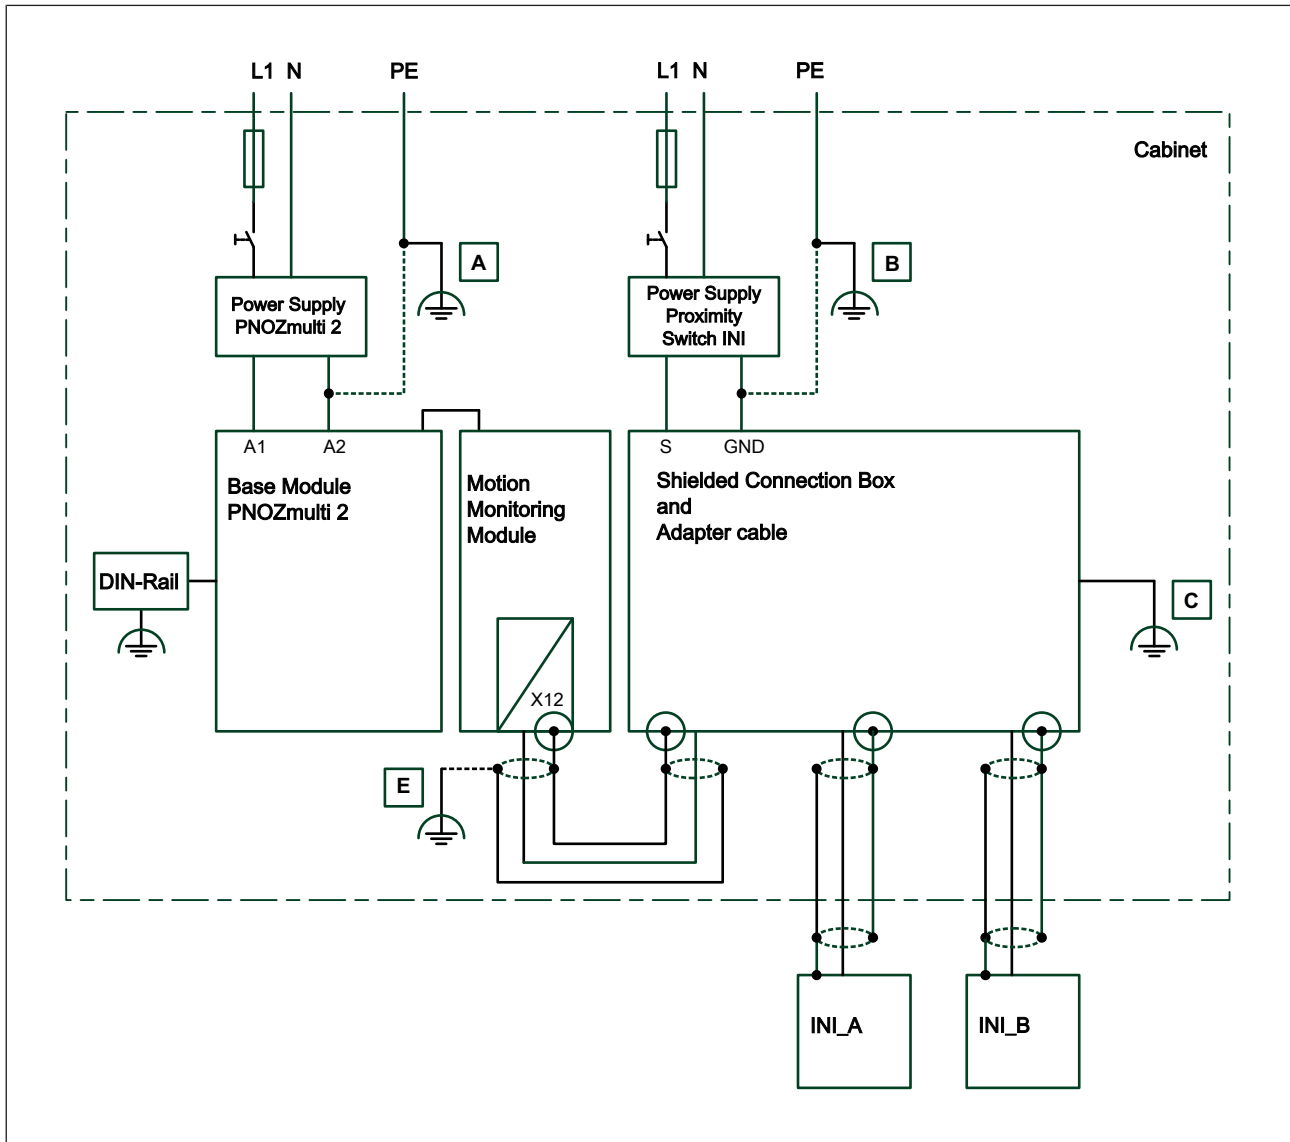 L1 N
PE
L1 N
PE
Cabinet
A
B
Power Supply
PNOZmulti 2
Power Supply
Proximity
Switch INI
A1
A2
S
GND
Base Module
PNOZmulti 2
Motion
Monitoring
Module
Shielded Connection Box
and
Adapter cable
DIN-Rail
C
X12
E
INI_A
INI_B